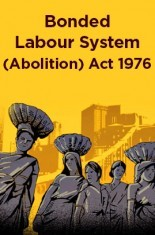 Bonded
Labour System
(Abolition) Act 1976